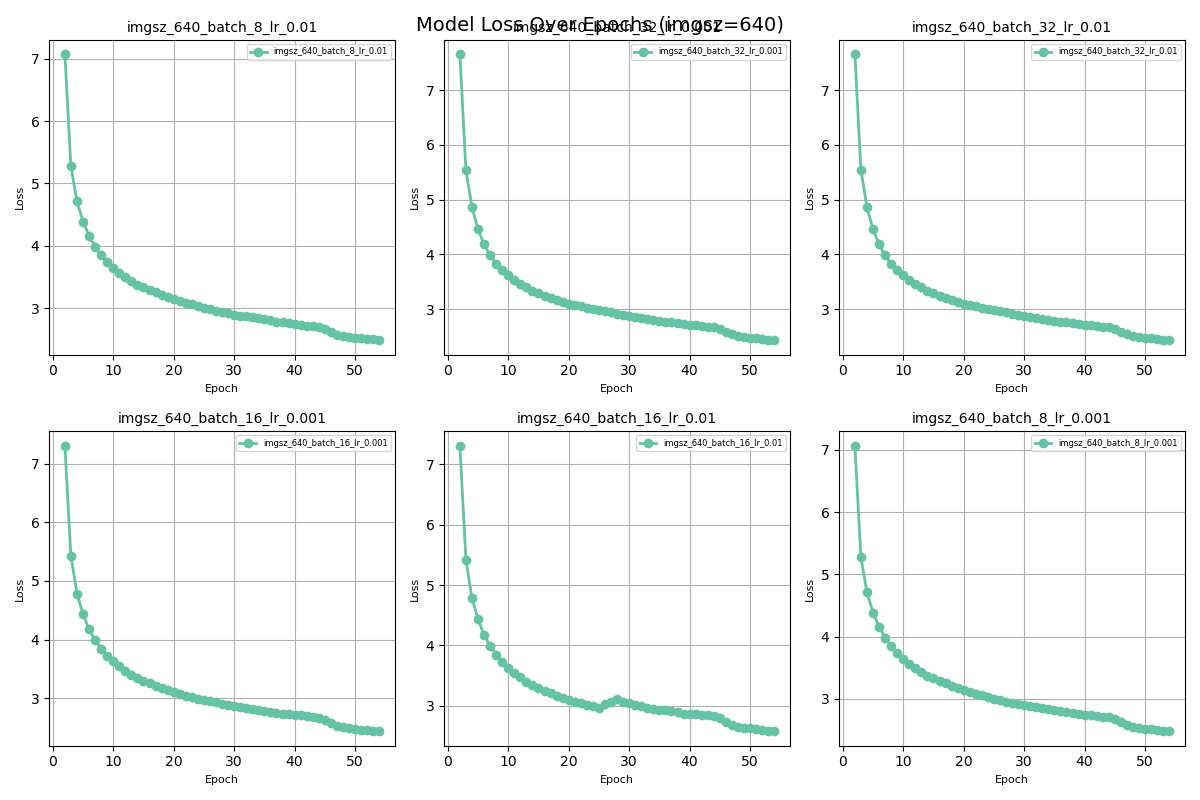 Model Loss Over Epochs (imgsz=640)
imgsz_640_batch_8_lr_0.01
imgsz_640_batch_32_lr_0.001
imgsz_640_batch_32_lr_0.01
imgsz_640_batch_8_lr_0.01
7
6
5
4
3
Loss
0 10 20 30 40 50
Epoch
imgsz_640_batch_32_lr_0.001
7
6
5
4
3
Loss
0 10 20 30 40 50
Epoch
imgsz_640_batch_32_lr_0.01
7
6
5
4
3
Loss
0 10 20 30 40 50
Epoch
imgsz_640_batch_16_lr_0.001
imgsz_640_batch_16_lr_0.001
7
6
5
4
3
Loss
0 10 20 30 40 50
Epoch
imgsz_640_batch_16_lr_0.01
imgsz_640_batch_16_lr_0.01
7
6
5
4
3
Loss
0 10 20 30 40 50
Epoch
imgsz_640_batch_8_lr_0.001
imgsz_640_batch_8_lr_0.001
7
6
5
4
3
Loss
0 10 20 30 40 50
Epoch